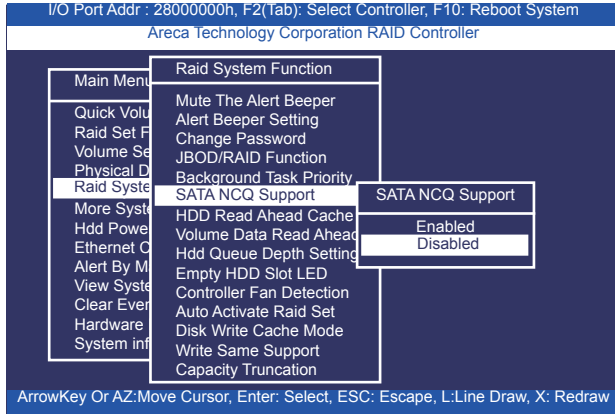 I/O Port Addr : 28000000h, F2(Tab): Select Controller, F10: Reboot System
Areca Technology Corporation RAID Controller
Main Menu
Quick Volu
Raid Set F
Volume Se
Physical D
Raid Syste
More Syste
Hdd Powe
Ethernet C
Alert By M
View Syste
Clear Even
Hardware
System inf
Raid System Function
Mute The Alert Beeper
Alert Beeper Setting
Change Password
JBOD/RAID Function
Background Task Priority
SATA NCQ Support
HDD Read Ahead Cache
Volume Data Read Ahead
Hdd Queue Depth Setting
Empty HDD Slot LED
Controller Fan Detection
Auto Activate Raid Set
Disk Write Cache Mode
Write Same Support
Capacity Truncation
SATA NCQ Support
Enabled
Disabled
ArrowKey Or AZ:Move Cursor, Enter: Select, ESC: Escape, L:Line Draw, X: Redraw